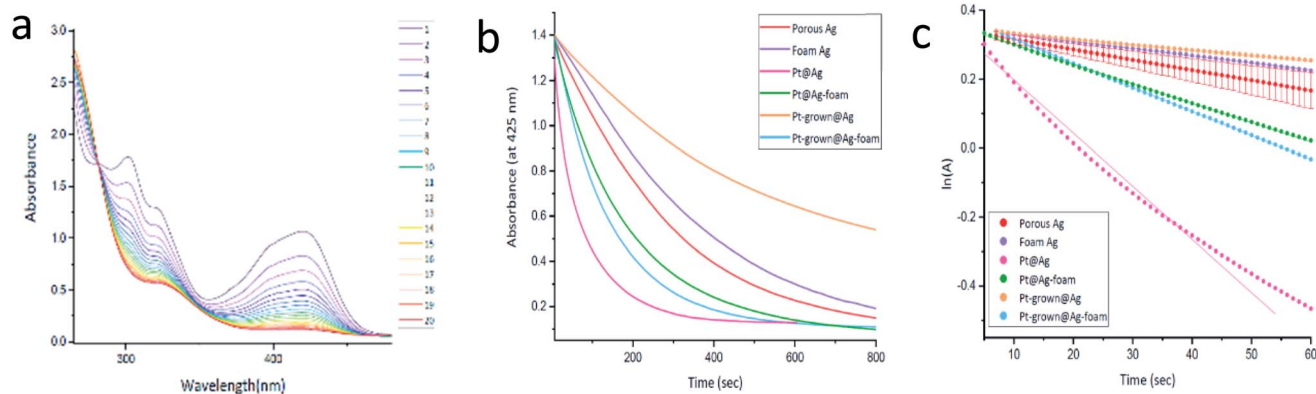 a
3.0
2.5
2.0
1.5
1.0
0.5
0.0
Absorbance
300
400
Wavelength(nm)
1
2
3
4
5
6
7
8
9
10
11
12
13
14
15
16
17
18
19
20
b
1.4
1.2
1.0
0.8
0.6
0.4
0.2
Absorbance (at 425 nm)
200
400
600
800
Time (sec)
Porous Ag
Foam Ag
Pt@Ag
Pt@Ag-foam
Pt-grown@Ag
Pt-grown@Ag-foam
c
0.4
0.2
0.0
-0.2
-0.4
ln(A)
10
20
30
40
50
60
Time (sec)
Porous Ag
Foam Ag
Pt@Ag
Pt@Ag-foam
Pt-grown@Ag
Pt-grown@Ag-foam